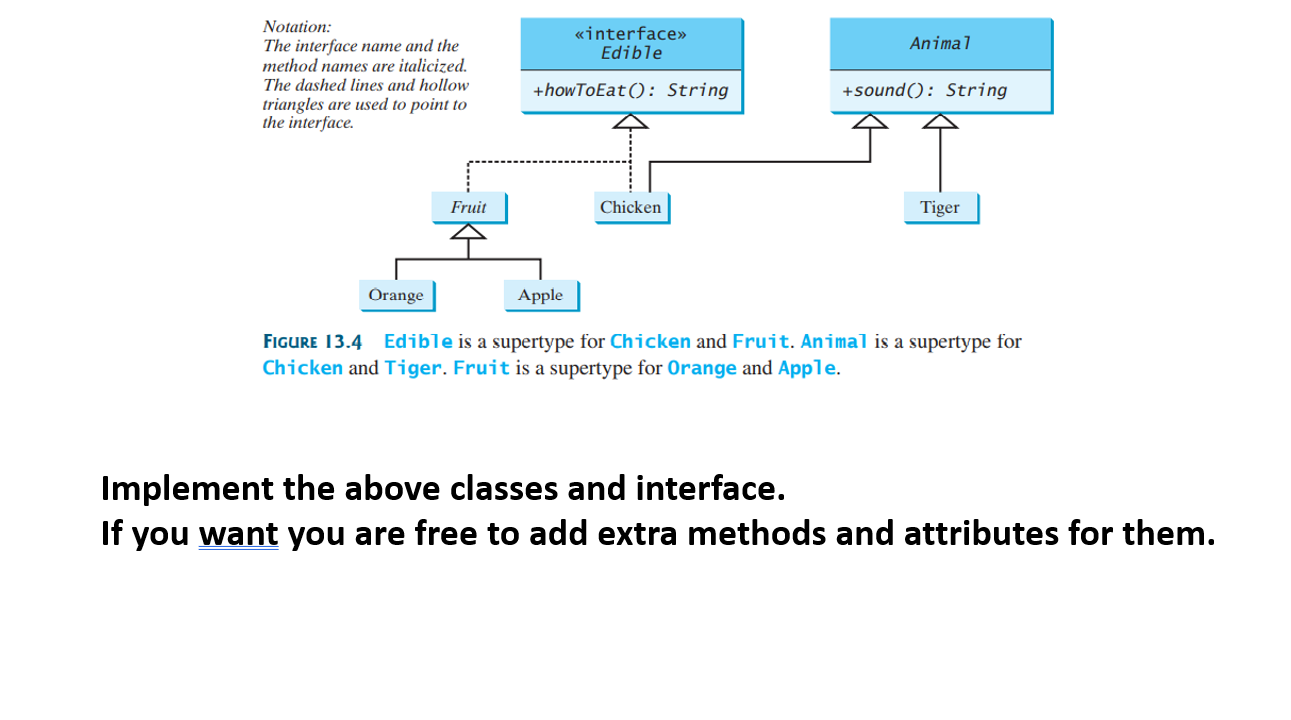 Notation:
The interface name and the
method names are italicized.
The dashed lines and hollow
triangles are used to point to
the interface.
«interface»
Edible
+howToEat(): String
Animal
+sound(): String
Fruit
Chicken
Tiger
Orange
Apple
FIGURE 13.4 Edible is a supertype for Chicken and Fruit. Animal is a supertype for
Chicken and Tiger. Fruit is a supertype for Orange and Apple.
Implement the above classes and interface.
If you want you are free to add extra methods and attributes for them.